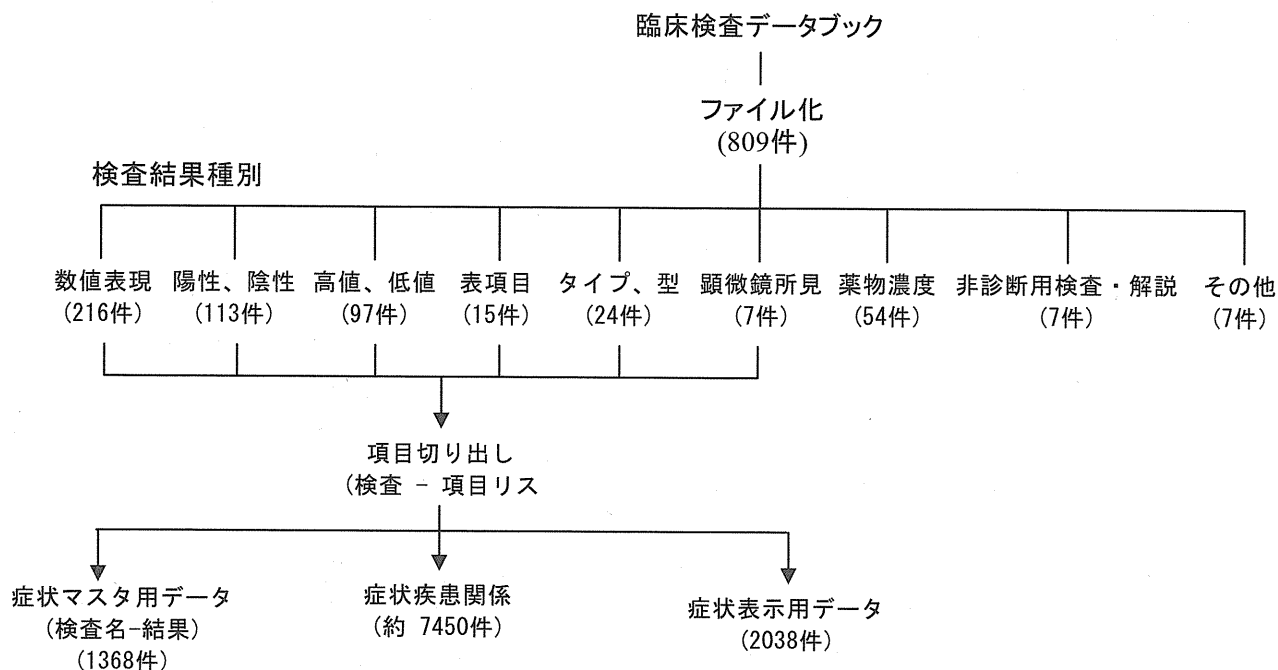 臨床検査データブック
ファイル化
(809件)
検査結果種別
数値表現
(216件)
陽性、陰性
(113件)
高値、低値
(97件)
表項目
(15件)
タイプ、型
(24件)
顕微鏡所見
(7件)
薬物濃度
(54件)
非診断用検査・解説
(7件)
その他
(7件)
項目切り出し
(検査 - 項目リス
症状マスタ用データ
(検査名-結果)
(1368件)
症状疾患関係
(約 7450件)
症状表示用データ
(2038件)